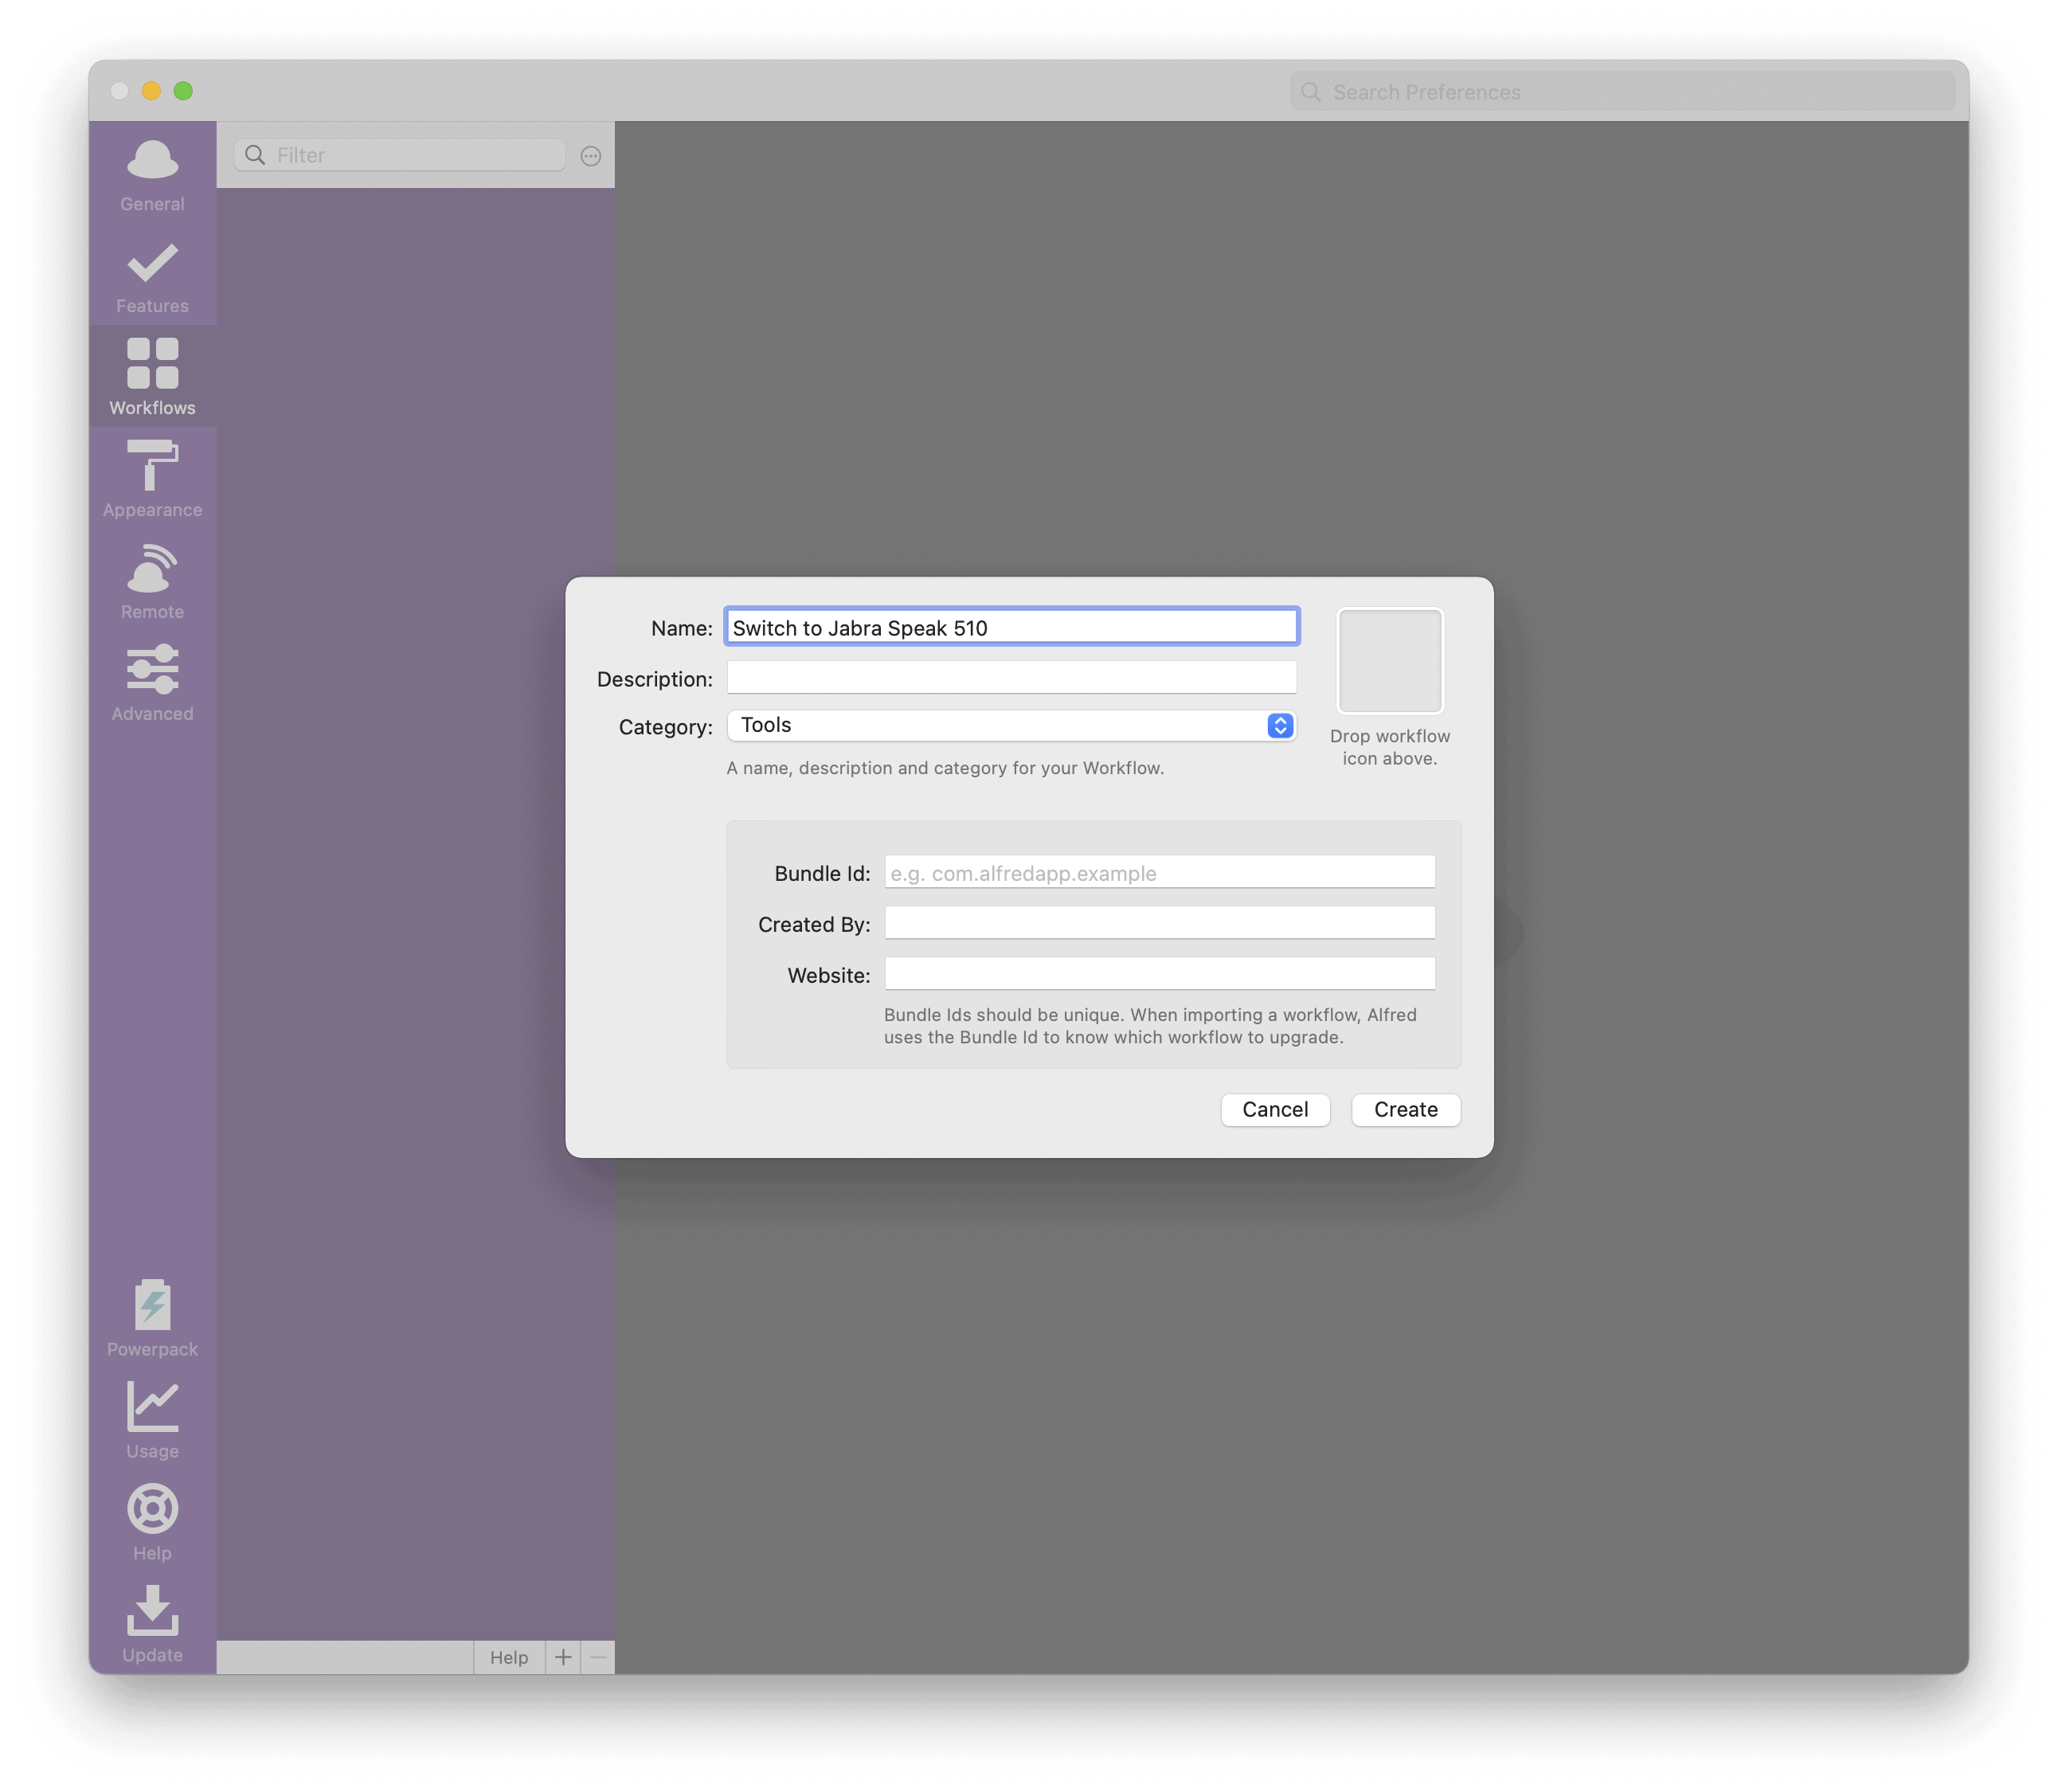 Search Preferences
Filter
General
Features
Workflows
Appearance
Remote
Advanced
Powerpack
Usage
Help
Update
Name: Switch to Jabra Speak 510
Description:
Category: Tools
A name, description and category for your Workflow.
Drop workflow
icon above.
Bundle Id: e.g. com.alfredapp.example
Created By:
Website:
Bundle Ids should be unique. When importing a workflow, Alfred
uses the Bundle Id to know which workflow to upgrade.
Cancel Create
Help + −